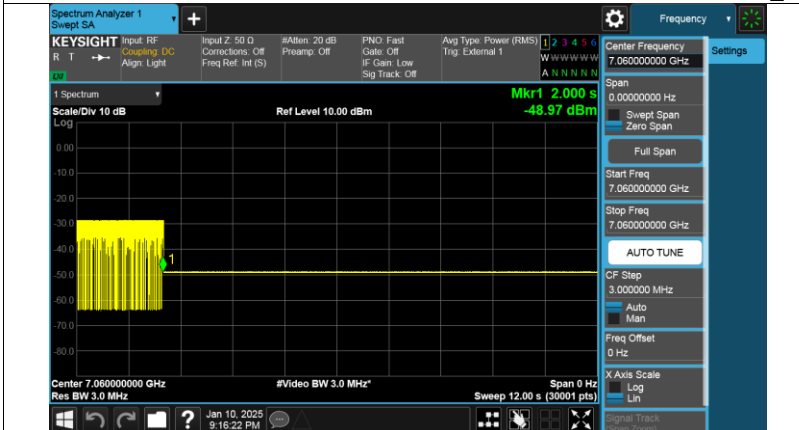 Spectrum Analyzer 1
Swept SA
+
Frequency
KEYSIGHT
R T
LXI
Input: RF
Coupling: DC
Align: Light
Input Z: 50 Ω
Corrections: Off
Freq Ref: Int (S)
#Atten: 20 dB
Preamp: Off
PNO: Fast
Gate: Off
IF Gain: Low
Sig Track: Off
Avg Type: Power (RMS)
Trig: External 1
1 2 3 4 5 6
W W W W W W
A N N N N N
1 Spectrum
Scale/Div 10 dB
Ref Level 10.00 dBm
Mkr1 2.000 s
-48.97 dBm
Log
0.00
-10.0
-20.0
-30.0
-40.0
-50.0
-60.0
-70.0
-80.0
1
Center 7.060000000 GHz
#Video BW 3.0 MHz*
Span 0 Hz
Res BW 3.0 MHz
Sweep 12.00 s (30001 pts)
?
Jan 10, 2025
9:16:22 PM
Center Frequency
7.060000000 GHz
Settings
Span
0.00000000 Hz
Swept Span
Zero Span
Full Span
Start Freq
7.060000000 GHz
Stop Freq
7.060000000 GHz
AUTO TUNE
CF Step
3.000000 MHz
Auto
Man
Freq Offset
0 Hz
X Axis Scale
Log
Lin
Signal Track
(Span Zoom)